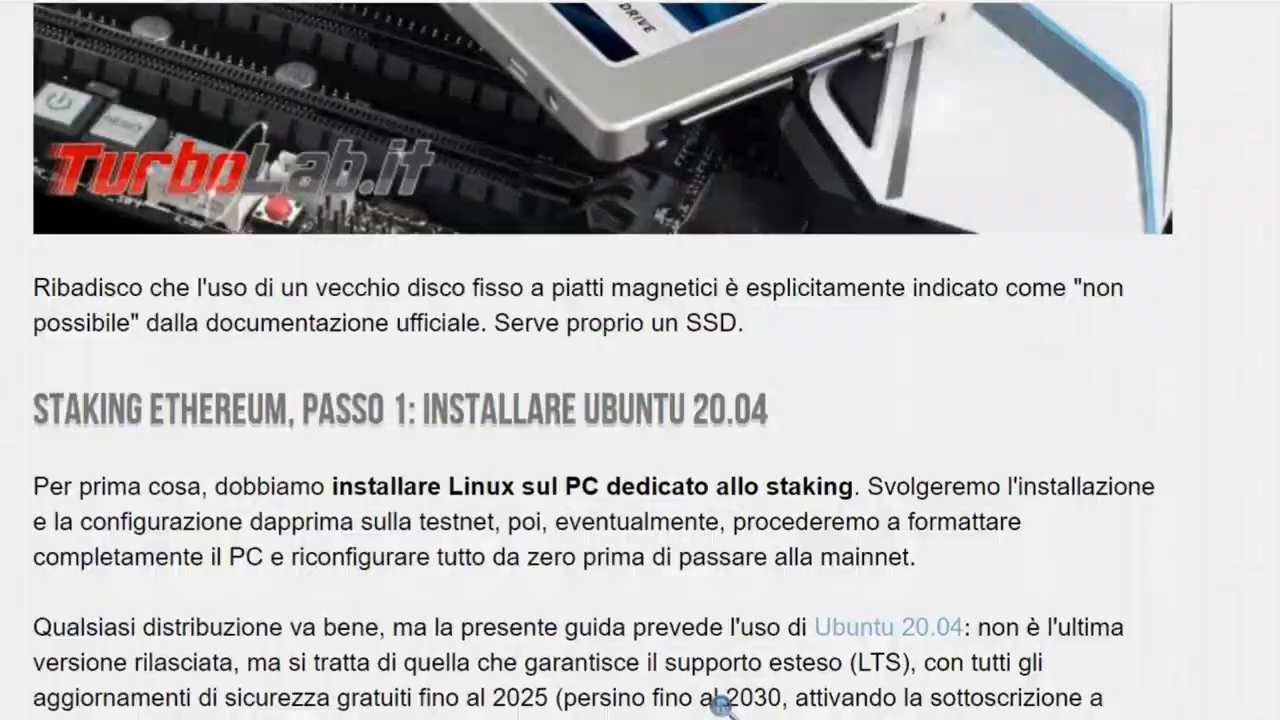 DRIVE
RESET
TurboLab.it
Ribadisco che l'uso di un vecchio disco fisso a piatti magnetici è esplicitamente indicato come "non
possibile" dalla documentazione ufficiale. Serve proprio un SSD.
STAKING ETHEREUM, PASSO 1: INSTALLARE UBUNTU 20.04
Per prima cosa, dobbiamo installare Linux sul PC dedicato allo staking. Svolgeremo l'installazione
e la configurazione dapprima sulla testnet, poi, eventualmente, procederemo a formattare
completamente il PC e riconfigurare tutto da zero prima di passare alla mainnet.
Qualsiasi distribuzione va bene, ma la presente guida prevede l'uso di Ubuntu 20.04: non è l'ultima
versione rilasciata, ma si tratta di quella che garantisce il supporto esteso (LTS), con tutti gli
aggiornamenti di sicurezza gratuiti fino al 2025 (persino fino al 2030, attivando la sottoscrizione a